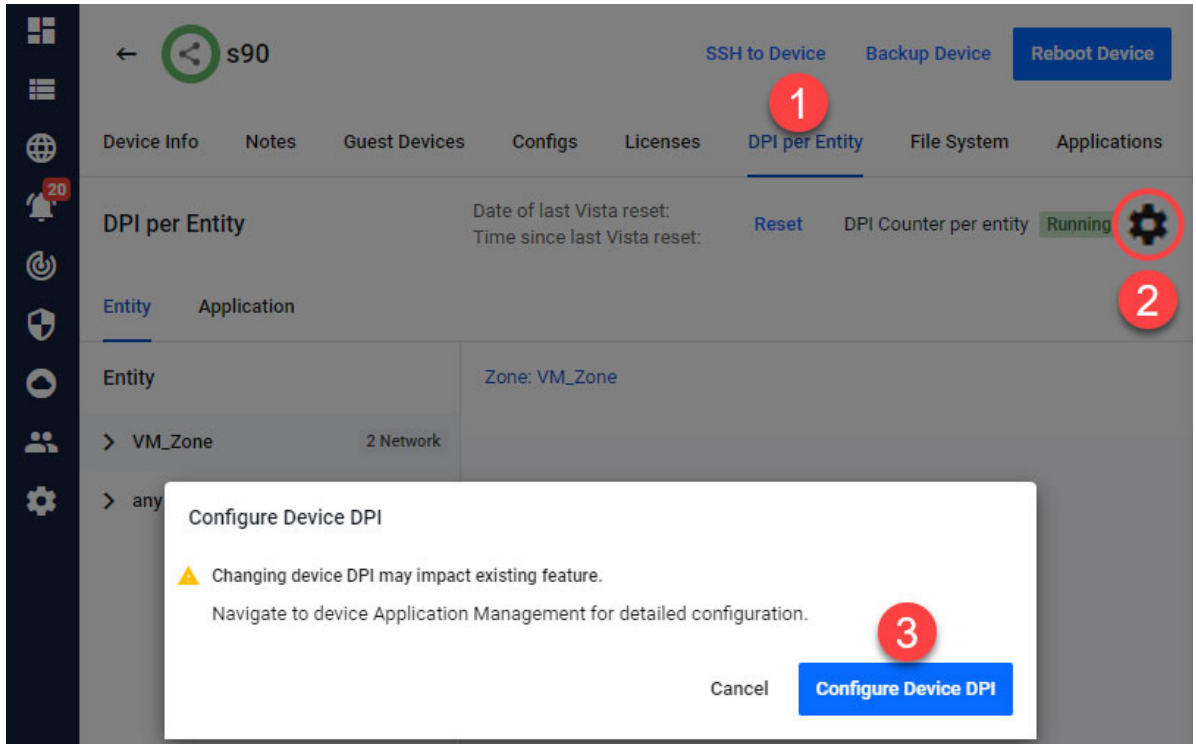 s90
SSH to Device
Backup Device
Reboot Device
1
Device Info
Notes
Guest Devices
Configs
Licenses
DPI per Entity
File System
Applications
20
DPI per Entity
Date of last Vista reset:
Time since last Vista reset:
Reset
DPI Counter per entity
Running
2
Entity
Application
Entity
Zone: VM_Zone
VM_Zone
2 Network
any
Configure Device DPI
Changing device DPI may impact existing feature.
Navigate to device Application Management for detailed configuration.
3
Cancel
Configure Device DPI